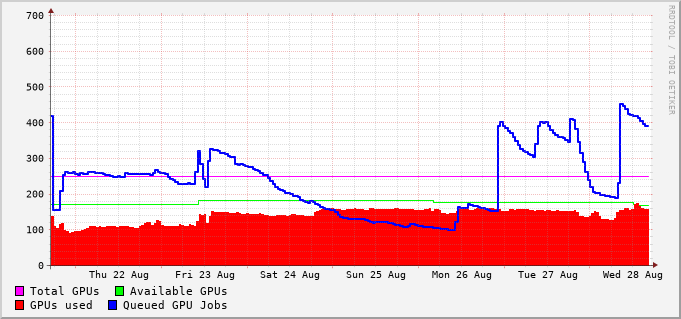 700
600
500
400
300
200
100
0
Thu 22 Aug Fri 23 Aug Sat 24 Aug Sun 25 Aug Mon 26 Aug Tue 27 Aug Wed 28 Aug
Total GPUs Available GPUs
GPUs used Queued GPU Jobs
RRDTOOL / TOBI OETIKER